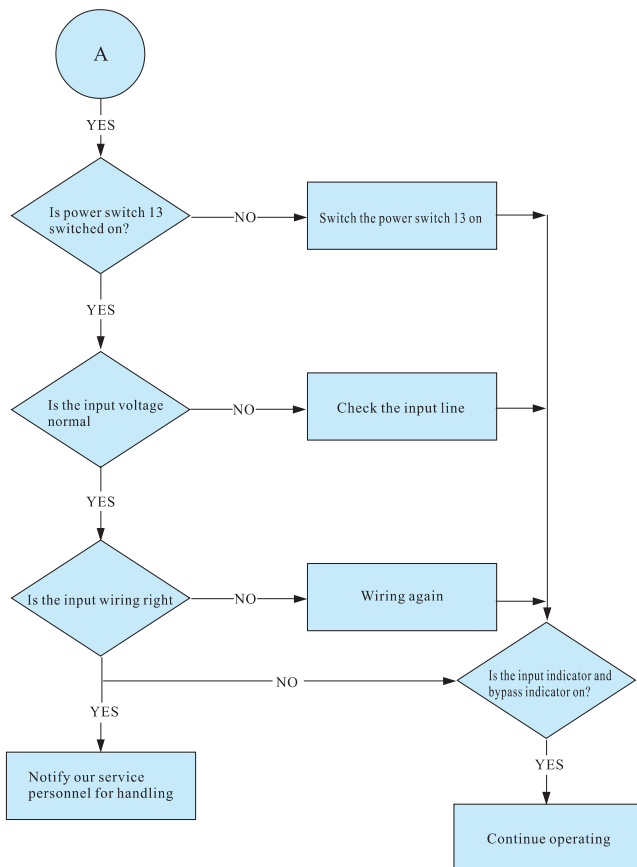 A
YES
Is power switch 13
switched on?
NO
Switch the power switch 13 on
YES
Is the input voltage
normal
NO
Check the input line
YES
Is the input wiring right
NO
Wiring again
NO
Is the input indicator and
bypass indicator on?
YES
YES
Notify our service
personnel for handling
Continue operating